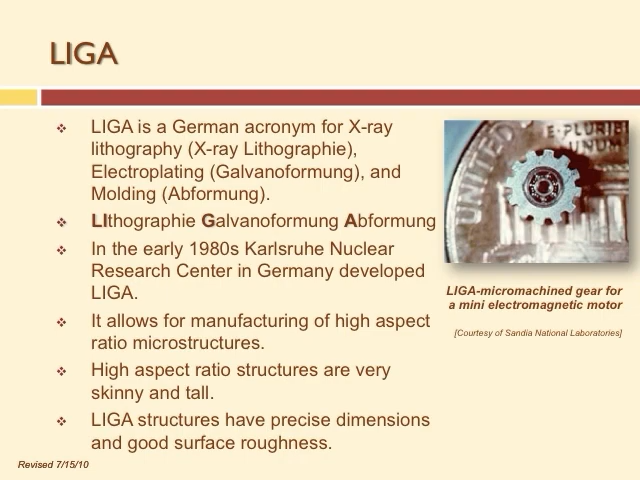 LIGA
LIGA is a German acronym for X-ray
lithography (X-ray Lithographie),
Electroplating (Galvanoformung), and
Molding (Abformung).
LIthographie Galvanoformung Abformung
In the early 1980s Karlsruhe Nuclear
Research Center in Germany developed
LIGA.
It allows for manufacturing of high aspect
ratio microstructures.
High aspect ratio structures are very
skinny and tall.
LIGA structures have precise dimensions
and good surface roughness.
UNITED
E·PLURIB
UNUM
LIGA-micromachined gear for
a mini electromagnetic motor
[Courtesy of Sandia National Laboratories]
Revised 7/15/10